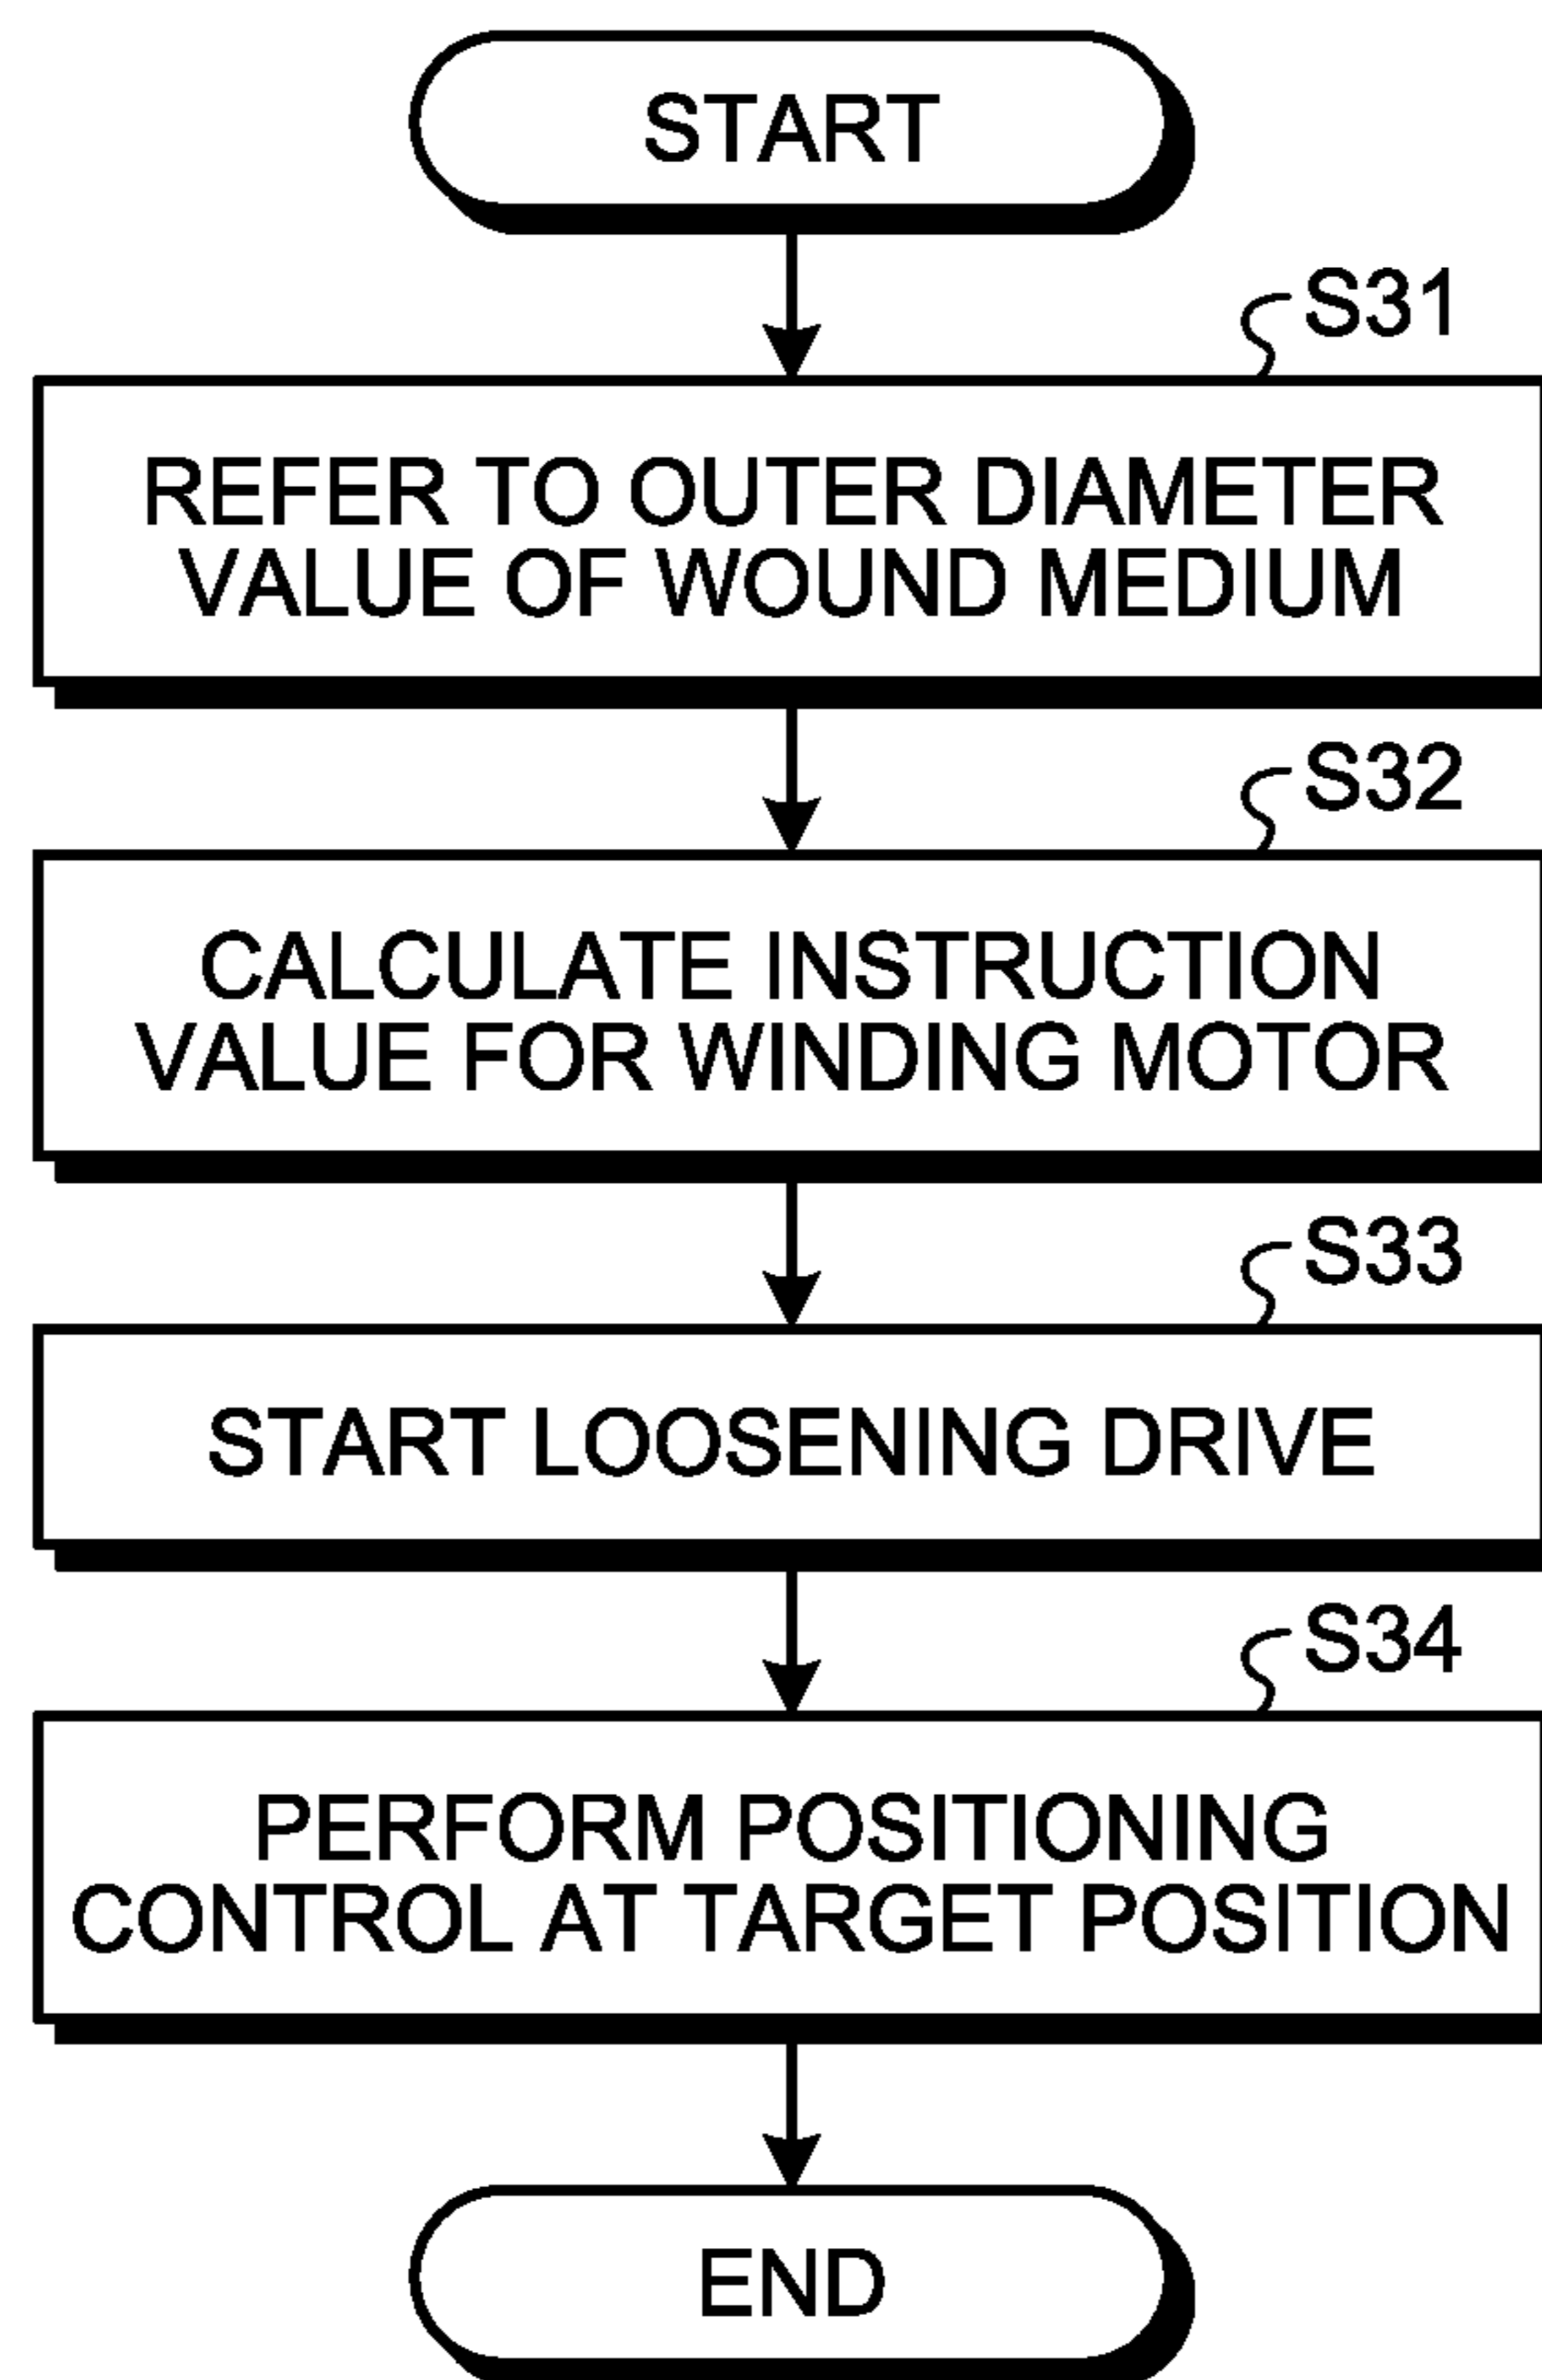 START
S31
REFER TO OUTER DIAMETER
VALUE OF WOUND MEDIUM
S32
CALCULATE INSTRUCTION
VALUE FOR WINDING MOTOR
S33
START LOOSENING DRIVE
S34
PERFORM POSITIONING
CONTROL AT TARGET POSITION
END